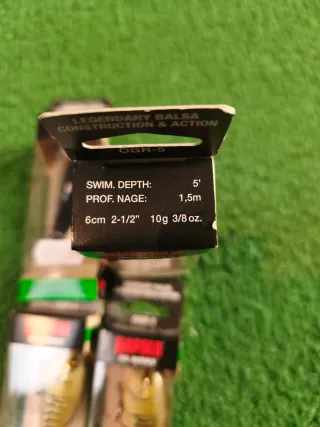 LEGENDARY BALSA
CONSTRUCTION & ACTION
OGR-5
SWIM. DEPTH: 5'
PROF. NAGE: 1,5m
6cm 2-1/2" 10g 3/8 oz.